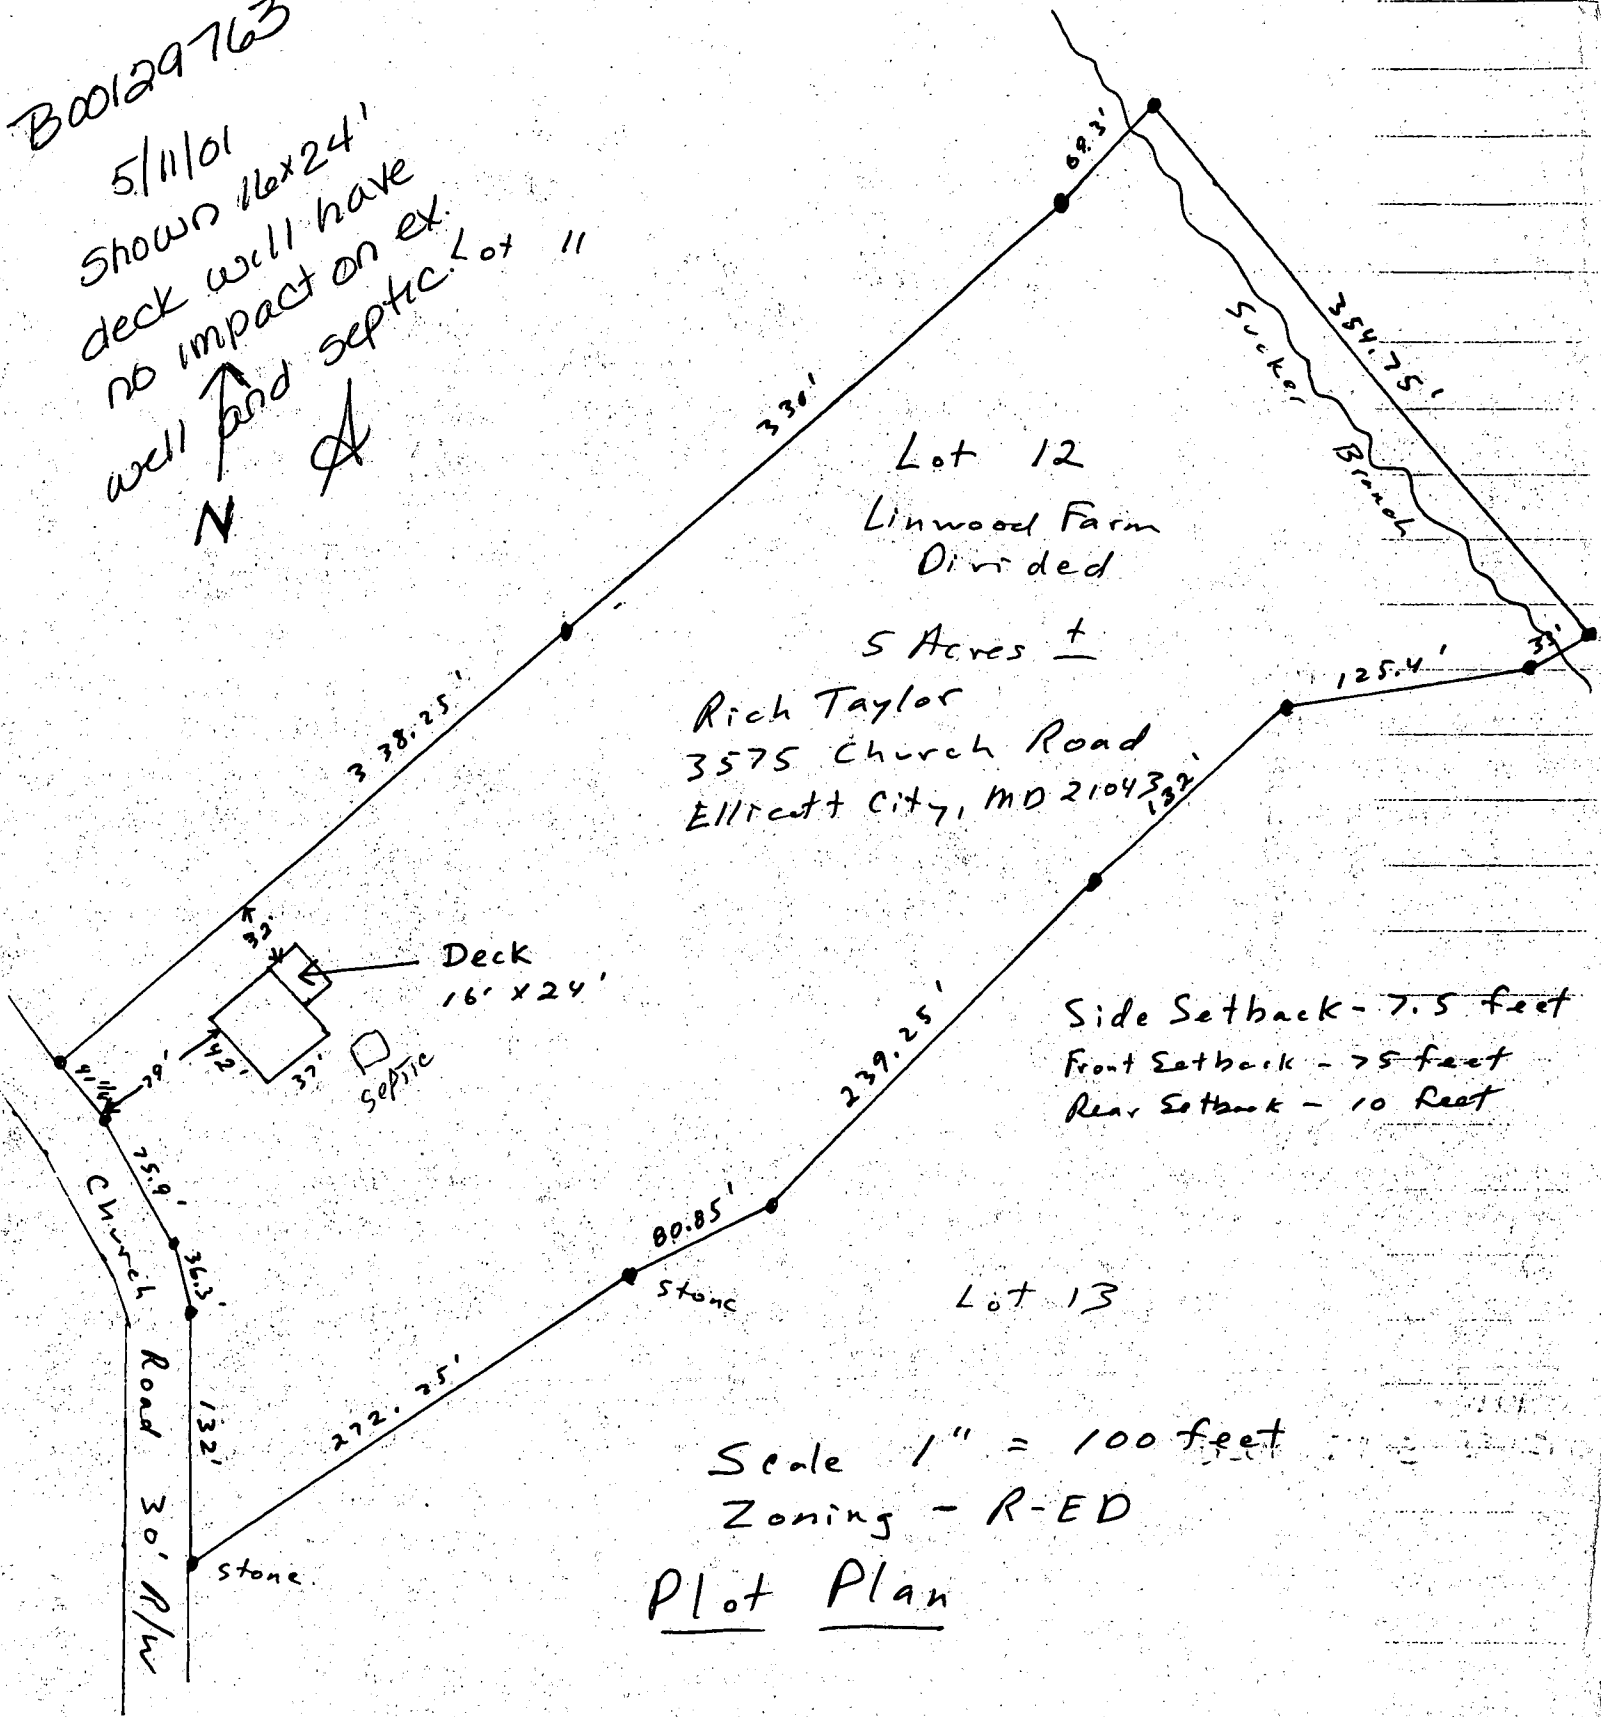 B00129763
5/11/01
Shown 16x24'
deck will have
no impact on ex.
well and septic.
N
Lot 11
69.3'
330'
338.25'
354.75'
Sucker
Branch
33'
125.4'
132'
Lot 12
Linwood Farm
Divided
5 Acres ±
Rich Taylor
3575 Church Road
Ellicott City, MD 21043
32'
Deck
16' x 24'
79'
42'
37'
Septic
75.9'
36.3'
132'
Church Road 30' R/W
239.25'
80.85'
stone
272.25'
stone
Side Setback - 7.5 feet
Front Setback - 75 feet
Rear Setback - 10 feet
Lot 13
Scale 1" = 100 feet
Zoning - R-ED
Plot Plan